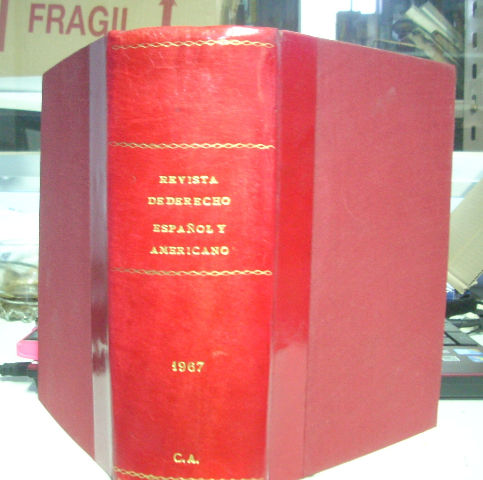 FRAGIL
REVISTA
DE DERECHO
ESPAÑOL Y
AMERICANO
1967
C. A.